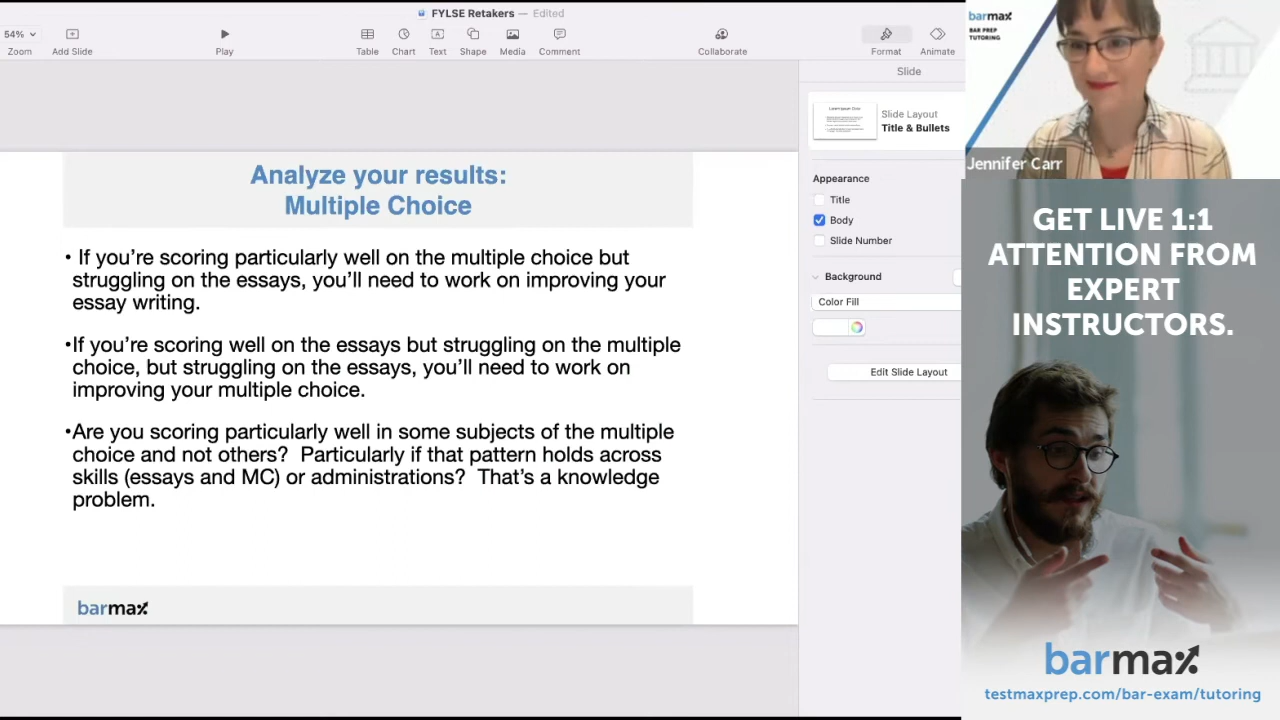 FYLSE Retakers — Edited
54%
Zoom
Add Slide
Play
Table
Chart
Text
Shape
Media
Comment
Collaborate
Format
Animate
Slide
Slide Layout
Title & Bullets
Appearance
Title
Body
Slide Number
Background
Color Fill
Edit Slide Layout
Analyze your results:
Multiple Choice
• If you’re scoring particularly well on the multiple choice but
struggling on the essays, you’ll need to work on improving your
essay writing.
•If you’re scoring well on the essays but struggling on the multiple
choice, but struggling on the essays, you’ll need to work on
improving your multiple choice.
•Are you scoring particularly well in some subjects of the multiple
choice and not others?  Particularly if that pattern holds across
skills (essays and MC) or administrations?  That’s a knowledge
problem.
barmax
barmax
BAR PREP
TUTORING
Jennifer Carr
GET LIVE 1:1
ATTENTION FROM
EXPERT
INSTRUCTORS.
barmax
testmaxprep.com/bar-exam/tutoring